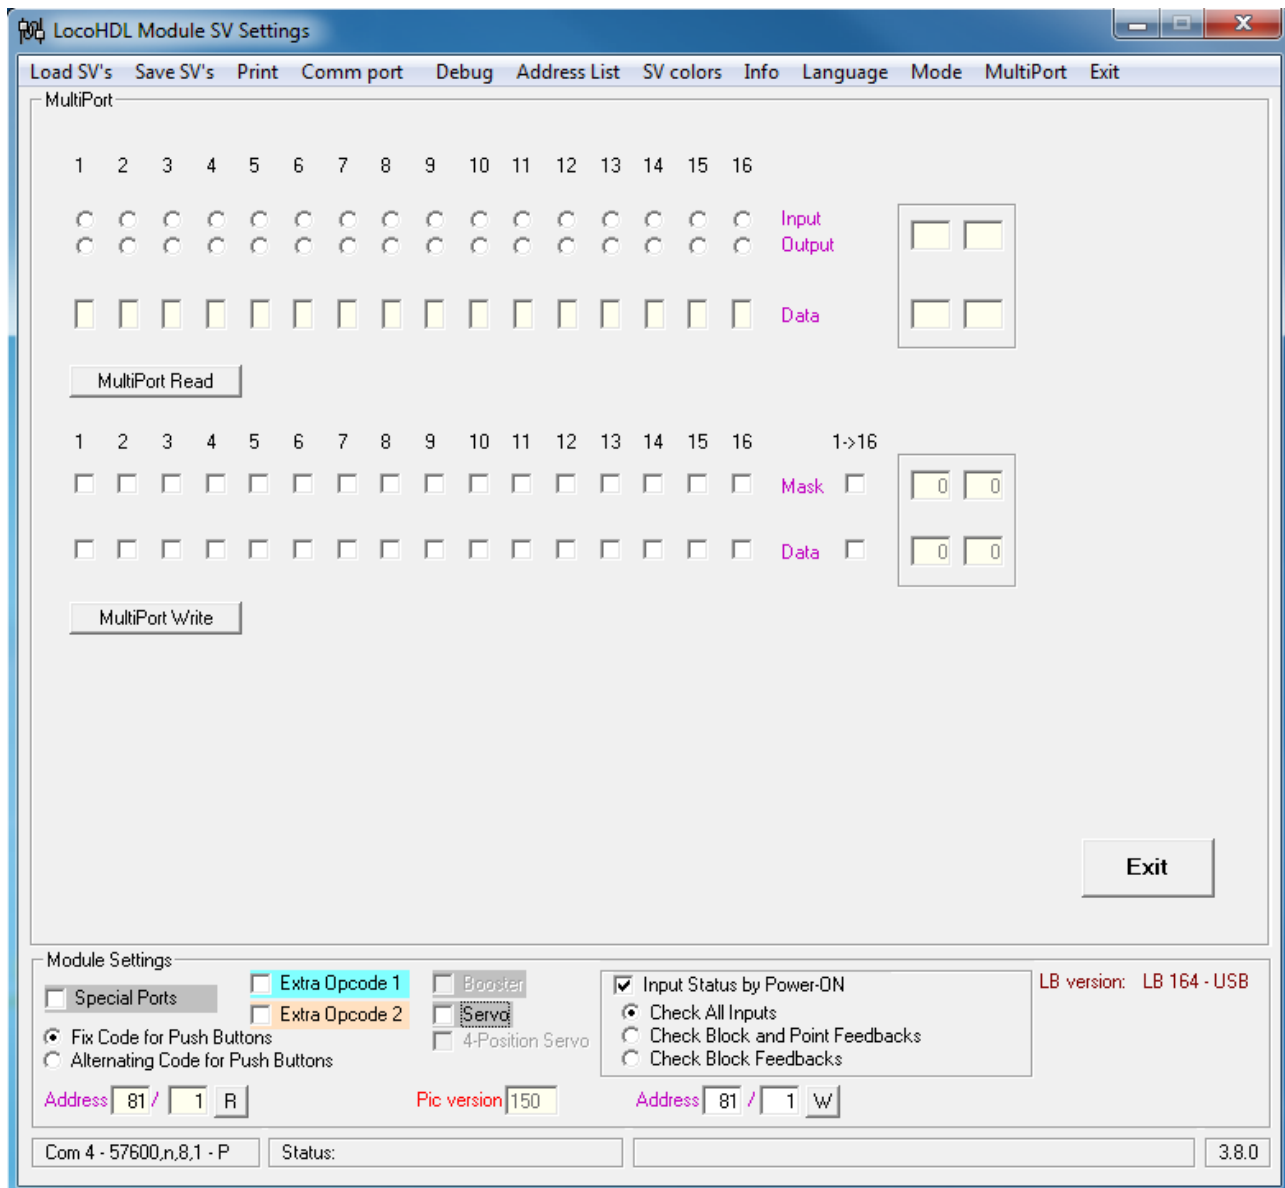 LocoHDL Module SV Settings
Load SV's Save SV's Print Comm port Debug Address List SV colors Info Language Mode MultiPort Exit
MultiPort
1 2 3 4 5 6 7 8 9 10 11 12 13 14 15 16
Input
Output
Data
MultiPort Read
1 2 3 4 5 6 7 8 9 10 11 12 13 14 15 16 1->16
Mask 0 0
Data 0 0
MultiPort Write
Exit
Module Settings
Special Ports
Fix Code for Push Buttons
Alternating Code for Push Buttons
Extra Opcode 1
Extra Opcode 2
Booster
Servo
4-Position Servo
Input Status by Power-ON
Check All Inputs
Check Block and Point Feedbacks
Check Block Feedbacks
LB version: LB 164 - USB
Address 81 / 1 R
Pic version 150
Address 81 / 1 W
Com 4 - 57600,n,8,1 - P
Status:
3.8.0